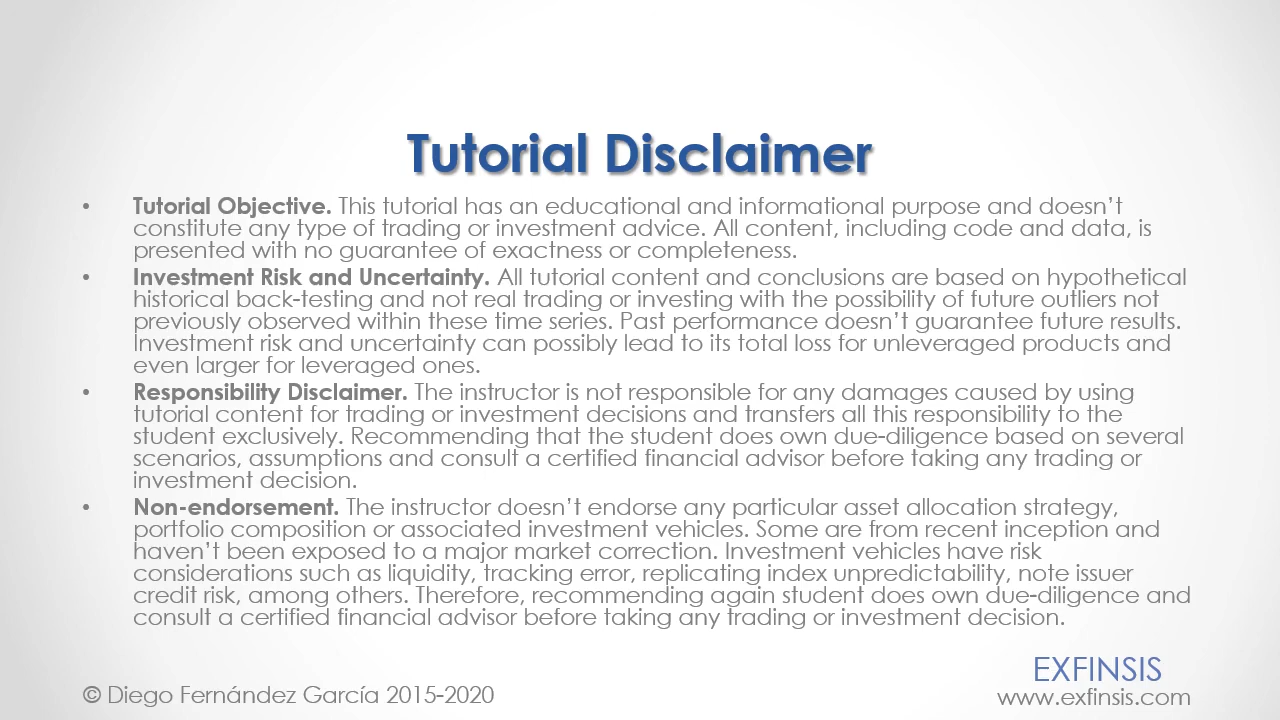 Tutorial Disclaimer
• Tutorial Objective. This tutorial has an educational and informational purpose and doesn’t
constitute any type of trading or investment advice. All content, including code and data, is
presented with no guarantee of exactness or completeness.
• Investment Risk and Uncertainty. All tutorial content and conclusions are based on hypothetical
historical back-testing and not real trading or investing with the possibility of future outliers not
previously observed within these time series. Past performance doesn’t guarantee future results.
Investment risk and uncertainty can possibly lead to its total loss for unleveraged products and
even larger for leveraged ones.
• Responsibility Disclaimer. The instructor is not responsible for any damages caused by using
tutorial content for trading or investment decisions and transfers all this responsibility to the
student exclusively. Recommending that the student does own due-diligence based on several
scenarios, assumptions and consult a certified financial advisor before taking any trading or
investment decision.
• Non-endorsement. The instructor doesn’t endorse any particular asset allocation strategy,
portfolio composition or associated investment vehicles. Some are from recent inception and
haven’t been exposed to a major market correction. Investment vehicles have risk
considerations such as liquidity, tracking error, replicating index unpredictability, note issuer
credit risk, among others. Therefore, recommending again student does own due-diligence and
consult a certified financial advisor before taking any trading or investment decision.
EXFINSIS
© Diego Fernández García 2015-2020
www.exfinsis.com